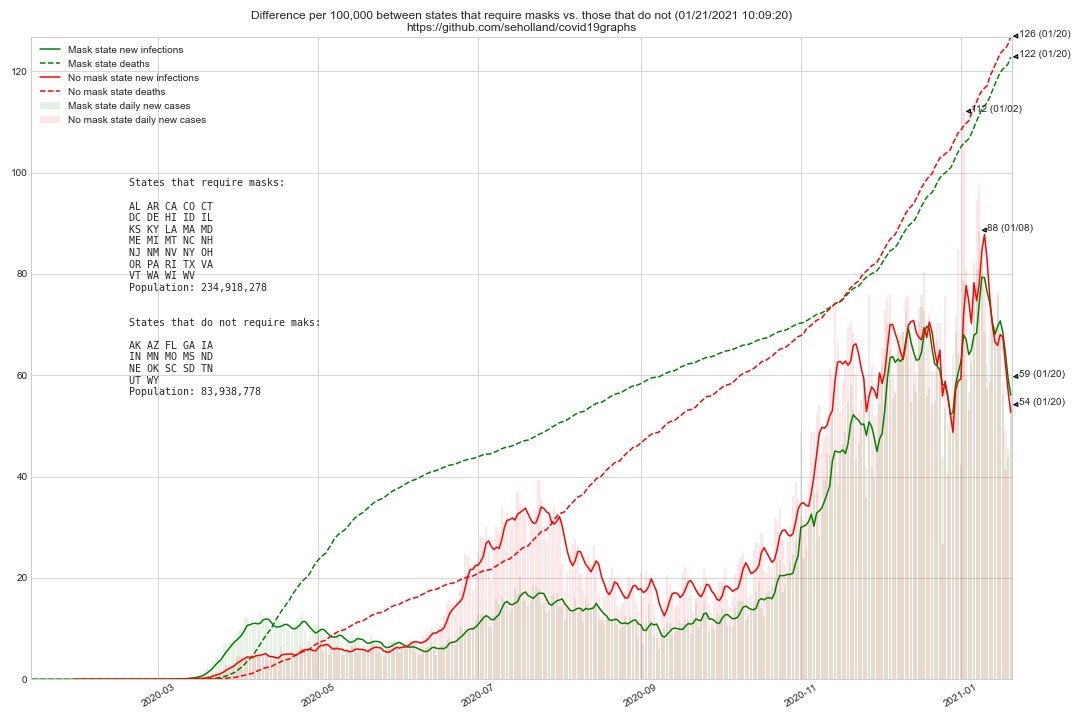 Difference per 100,000 between states that require masks vs. those that do not (01/21/2021 10:09:20)
https://github.com/seholland/covid19graphs
Mask state new infections
Mask state deaths
No mask state new infections
No mask state deaths
Mask state daily new cases
No mask state daily new cases
States that require masks:
AL AR CA CO CT
DC DE HI ID IL
KS KY LA MA MD
ME MI MT NC NH
NJ NM NV NY OH
OR PA RI TX VA
VT WA WI WV
Population: 234,918,278
States that do not require maks:
AK AZ FL GA IA
IN MN MO MS ND
NE OK SC SD TN
UT WY
Population: 83,938,778
126 (01/20)
122 (01/20)
112 (01/02)
88 (01/08)
59 (01/20)
54 (01/20)
120
100
80
60
40
20
0
2020-03
2020-05
2020-07
2020-09
2020-11
2021-01